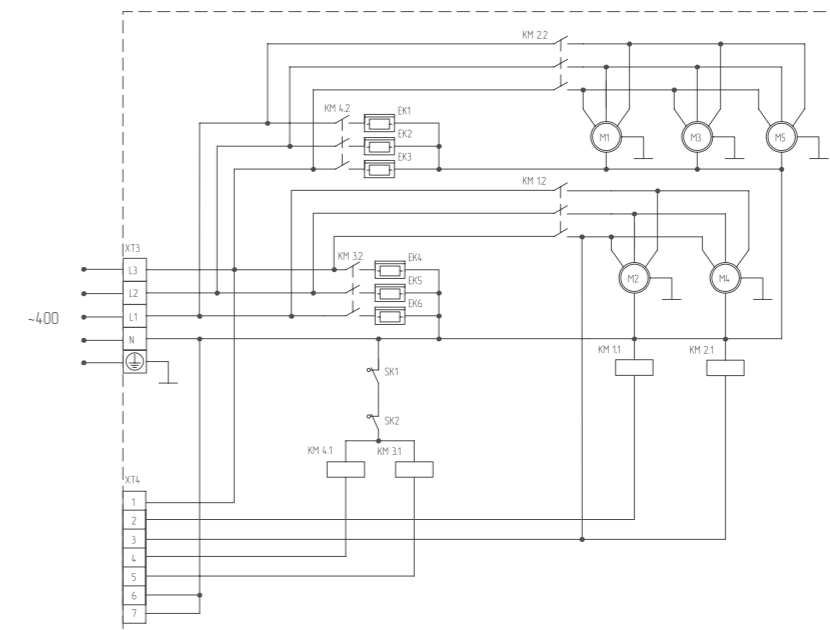 KM 2.2
KM 4.2
EK1
EK2
EK3
M1
M3
M5
KM 1.2
XT3
L3
L2
L1
N
~400
KM 3.2
EK4
EK5
EK6
M2
M4
KM 1.1
KM 2.1
SK1
SK2
KM 4.1
KM 3.1
XT4
1
2
3
4
5
6
7